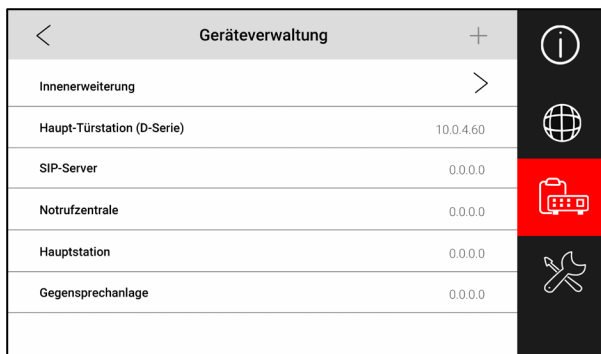 Geräteverwaltung
Innenerweiterung
Haupt-Türstation (D-Serie) 10.0.4.60
SIP-Server 0.0.0.0
Notrufzentrale 0.0.0.0
Hauptstation 0.0.0.0
Gegensprechanlage 0.0.0.0